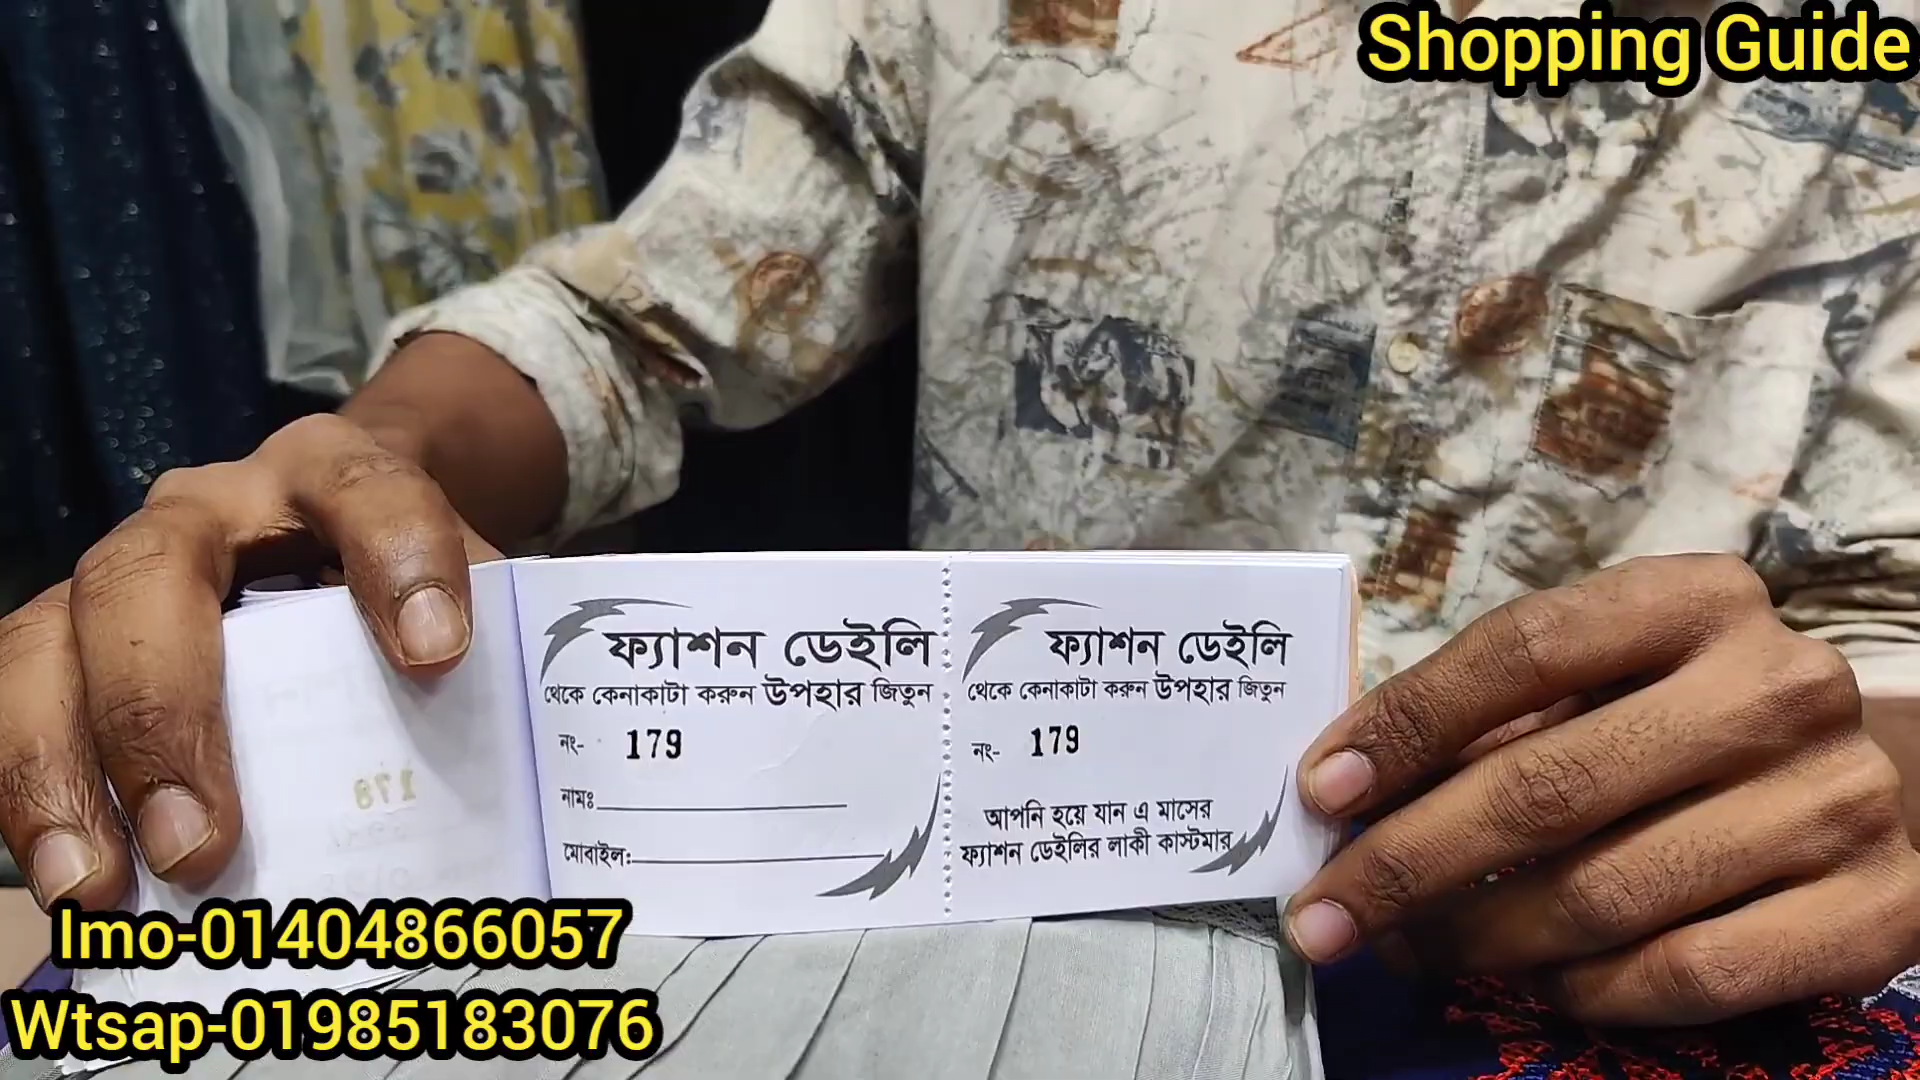 Shopping Guide
ফ্যাশন ডেইলি
থেকে কেনাকাটা করুন উপহার জিতুন
নং- 179
নামঃ
মোবাইল:
ফ্যাশন ডেইলি
থেকে কেনাকাটা করুন উপহার জিতুন
নং- 179
আপনি হয়ে যান এ মাসের
ফ্যাশন ডেইলির লাকী কাস্টমার
178
Imo-01404866057
Wtsap-01985183076